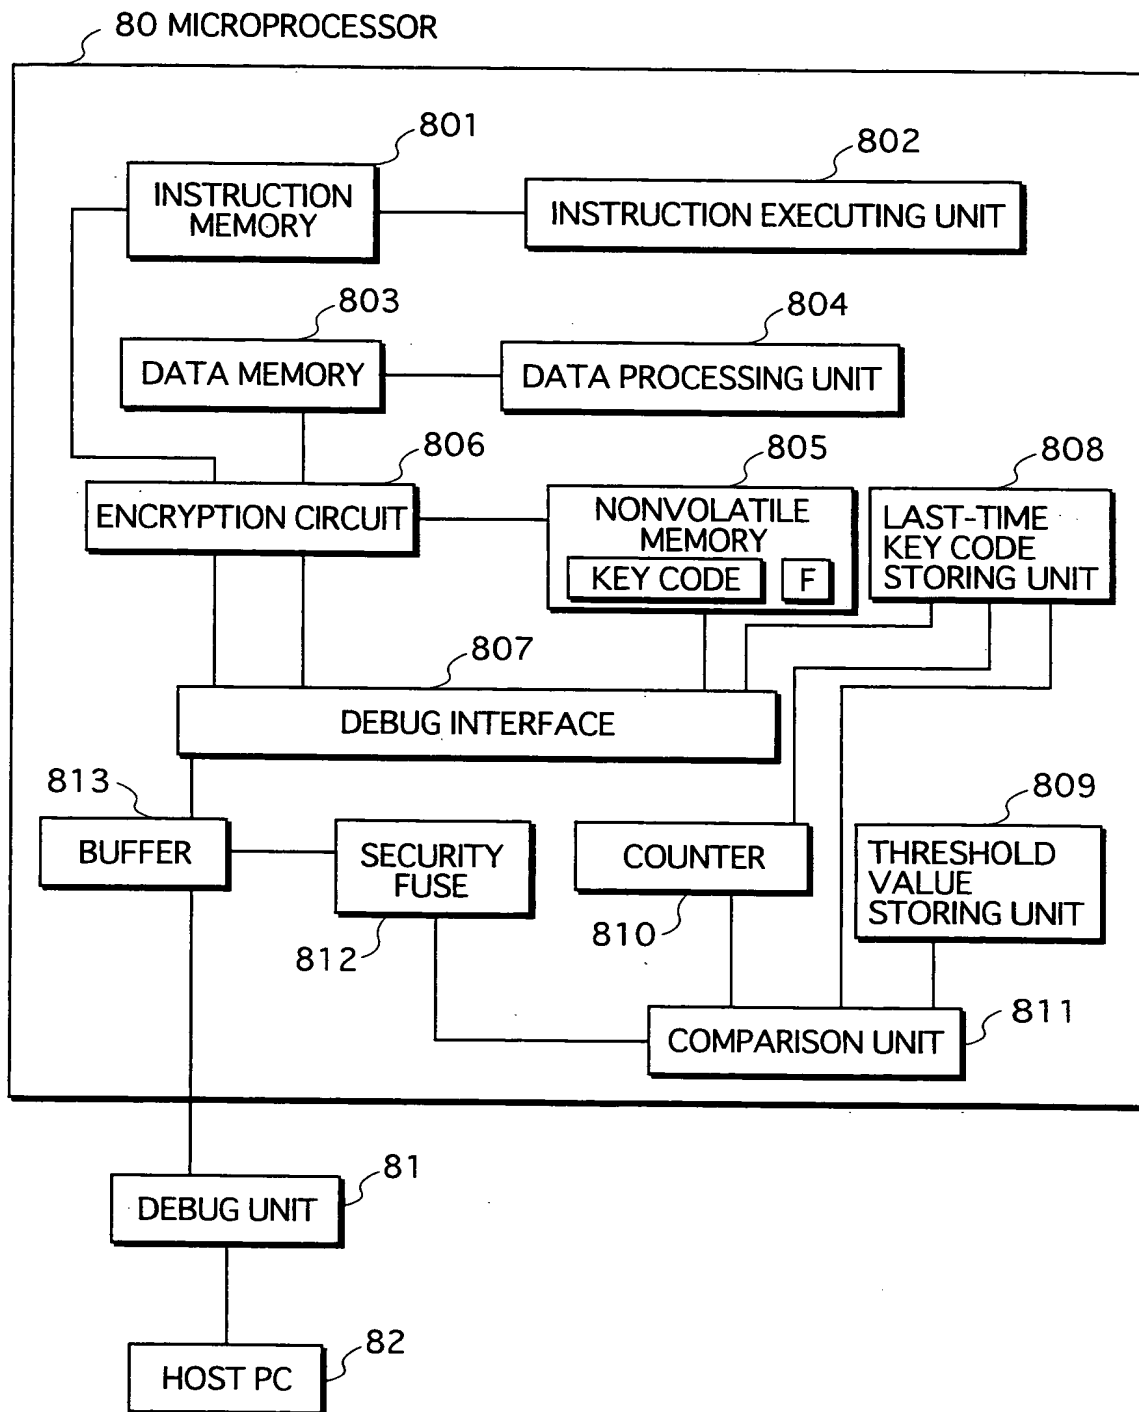 80 MICROPROCESSOR
801
INSTRUCTION
MEMORY
802
INSTRUCTION EXECUTING UNIT
803
DATA MEMORY
804
DATA PROCESSING UNIT
806
ENCRYPTION CIRCUIT
805
NONVOLATILE
MEMORY
KEY CODE
F
808
LAST-TIME
KEY CODE
STORING UNIT
807
DEBUG INTERFACE
813
BUFFER
SECURITY
FUSE
812
COUNTER
810
809
THRESHOLD
VALUE
STORING UNIT
COMPARISON UNIT
811
81
DEBUG UNIT
82
HOST PC